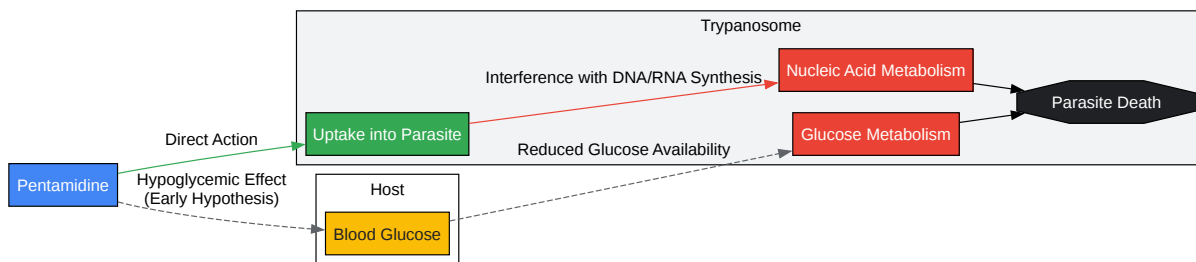 Trypanosome
Nucleic Acid Metabolism
Interference with DNA/RNA Synthesis
Parasite Death
Uptake into Parasite
Glucose Metabolism
Direct Action
Reduced Glucose Availability
Pentamidine
Hypoglycemic Effect
(Early Hypothesis)
Host
Blood Glucose